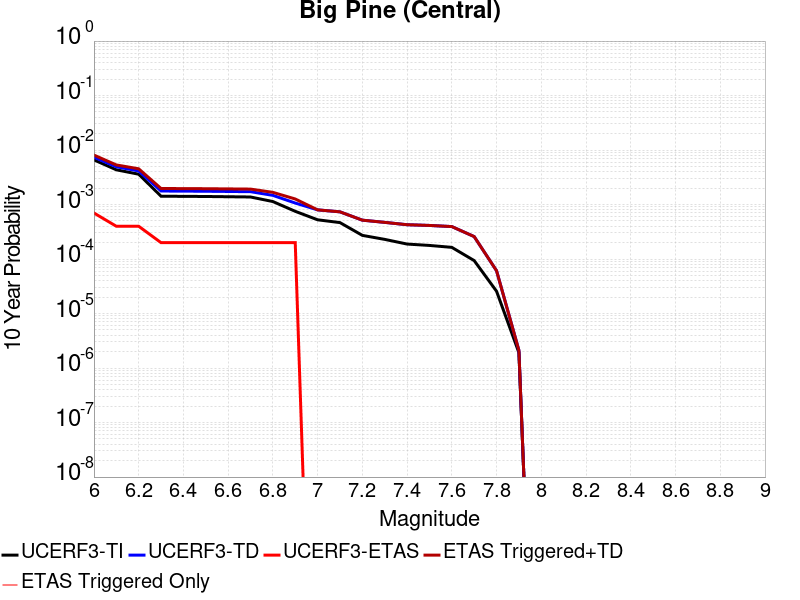 Big Pine (Central)
10 Year Probability
10^0
10^-1
10^-2
10^-3
10^-4
10^-5
10^-6
10^-7
10^-8
6 6.2 6.4 6.6 6.8 7 7.2 7.4 7.6 7.8 8 8.2 8.4 8.6 8.8 9
Magnitude
UCERF3-TI UCERF3-TD UCERF3-ETAS ETAS Triggered+TD
ETAS Triggered Only